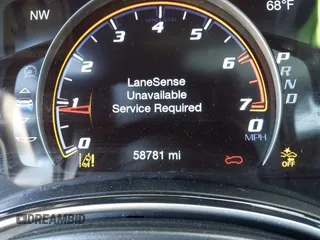 NW
68°F
4
3
5
2
6
1
7
0
LaneSense
Unavailable
Service Required
P
R
N
D
0
MPH
58781 mi
OFF
DREAMBID